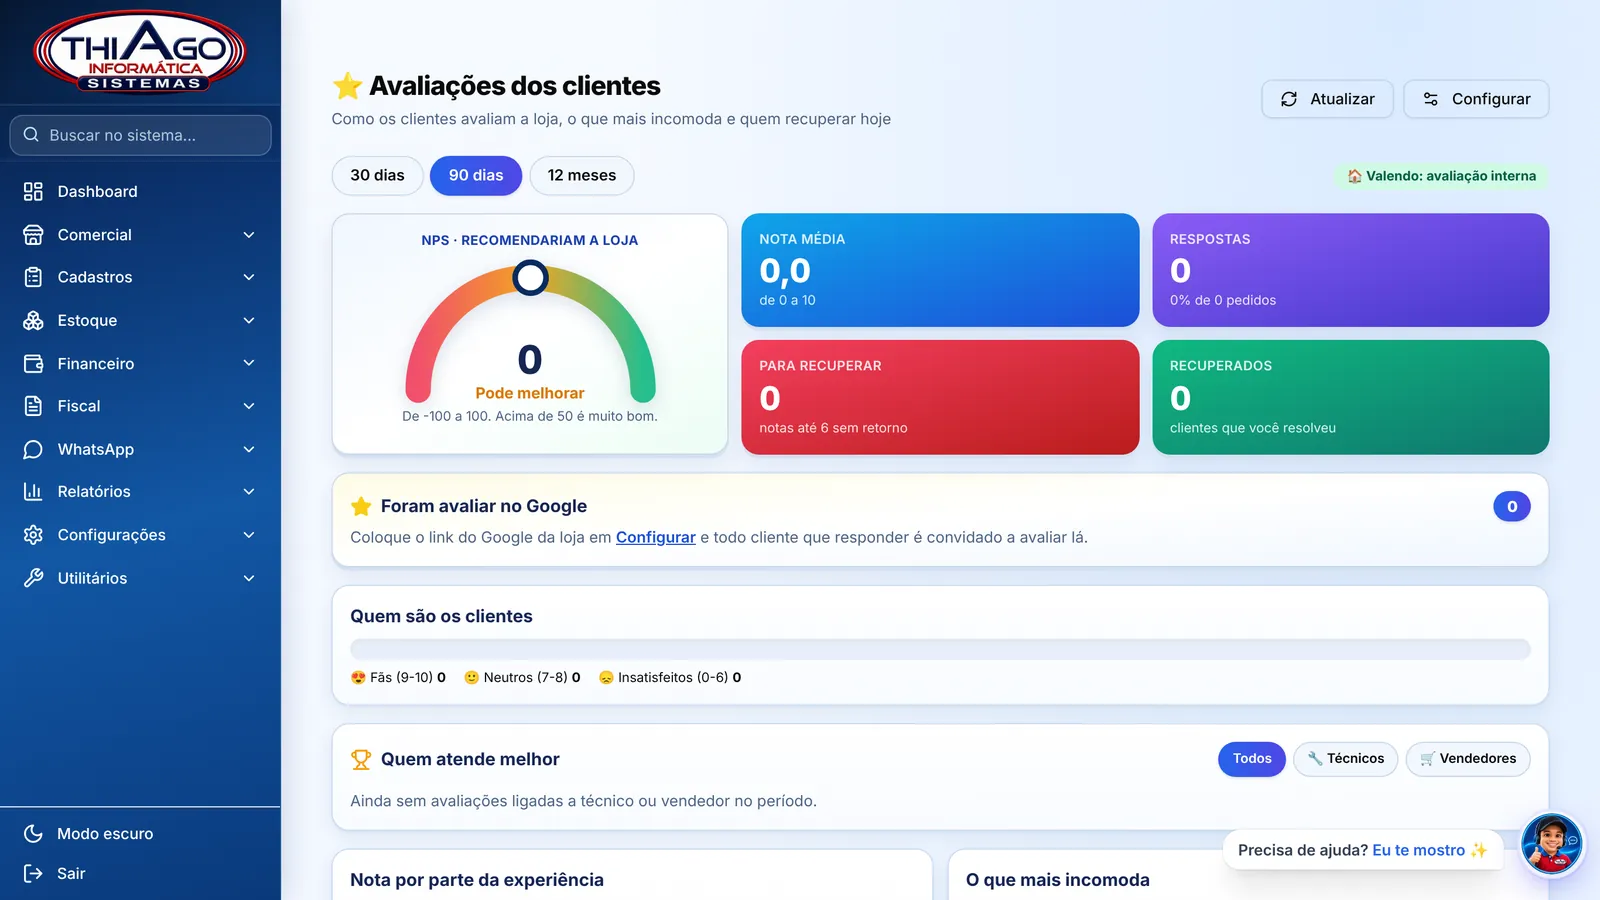 THIAGO
INFORMÁTICA
SISTEMAS
Buscar no sistema...
Dashboard
Comercial
Cadastros
Estoque
Financeiro
Fiscal
WhatsApp
Relatórios
Configurações
Utilitários
Modo escuro
Sair
⭐ Avaliações dos clientes
Como os clientes avaliam a loja, o que mais incomoda e quem recuperar hoje
Atualizar
Configurar
30 dias
90 dias
12 meses
🏠 Valendo: avaliação interna
NPS · RECOMENDARIAM A LOJA
0
Pode melhorar
De -100 a 100. Acima de 50 é muito bom.
NOTA MÉDIA
0,0
de 0 a 10
RESPOSTAS
0
0% de 0 pedidos
PARA RECUPERAR
0
notas até 6 sem retorno
RECUPERADOS
0
clientes que você resolveu
Foram avaliar no Google
0
Coloque o link do Google da loja em Configurar e todo cliente que responder é convidado a avaliar lá.
Quem são os clientes
😍 Fãs (9-10) 0 🙂 Neutros (7-8) 0 😞 Insatisfeitos (0-6) 0
Quem atende melhor
Todos
🔧 Técnicos
🛒 Vendedores
Ainda sem avaliações ligadas a técnico ou vendedor no período.
Precisa de ajuda? Eu te mostro ✨
Nota por parte da experiência
O que mais incomoda